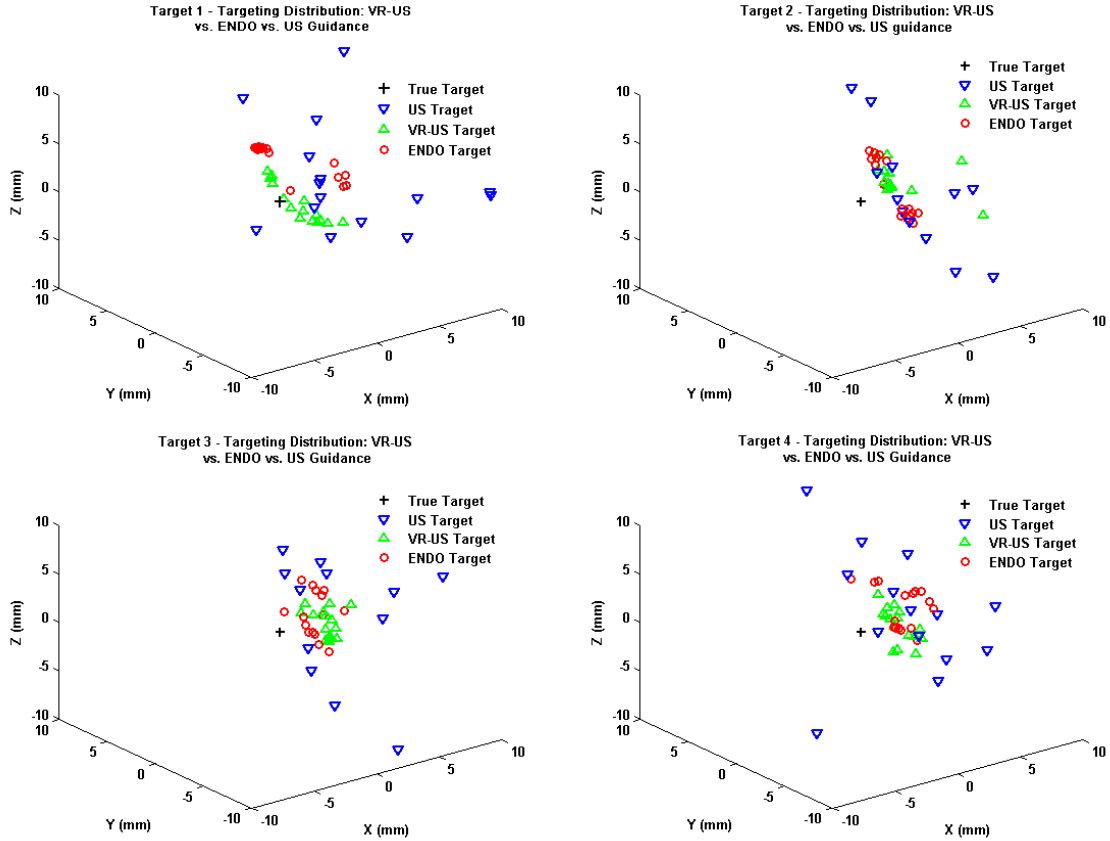 Target 1 - Targeting Distribution: VR-US
vs. ENDO vs. US Guidance
True Target
US Traget
VR-US Target
ENDO Target
10
5
0
-5
-10
Z (mm)
10
5
0
-5
-10
Y (mm)
-10
-5
0
5
10
X (mm)
Target 2 - Targeting Distribution: VR-US
vs. ENDO vs. US guidance
True Target
US Target
VR-US Target
ENDO Target
10
5
0
-5
-10
Z (mm)
10
5
0
-5
-10
Y (mm)
-10
-5
0
5
10
X (mm)
Target 3 - Targeting Distribution: VR-US
vs. ENDO vs. US Guidance
True Target
US Target
VR-US Target
ENDO Target
10
5
0
-5
-10
Z (mm)
10
5
0
-5
-10
Y (mm)
-10
-5
0
5
10
X (mm)
Target 4 - Targeting Distribution: VR-US
vs. ENDO vs. US Guidance
True Target
US Target
VR-US Target
ENDO Target
10
5
0
-5
-10
Z (mm)
10
5
0
-5
-10
Y (mm)
-10
-5
0
5
10
X (mm)